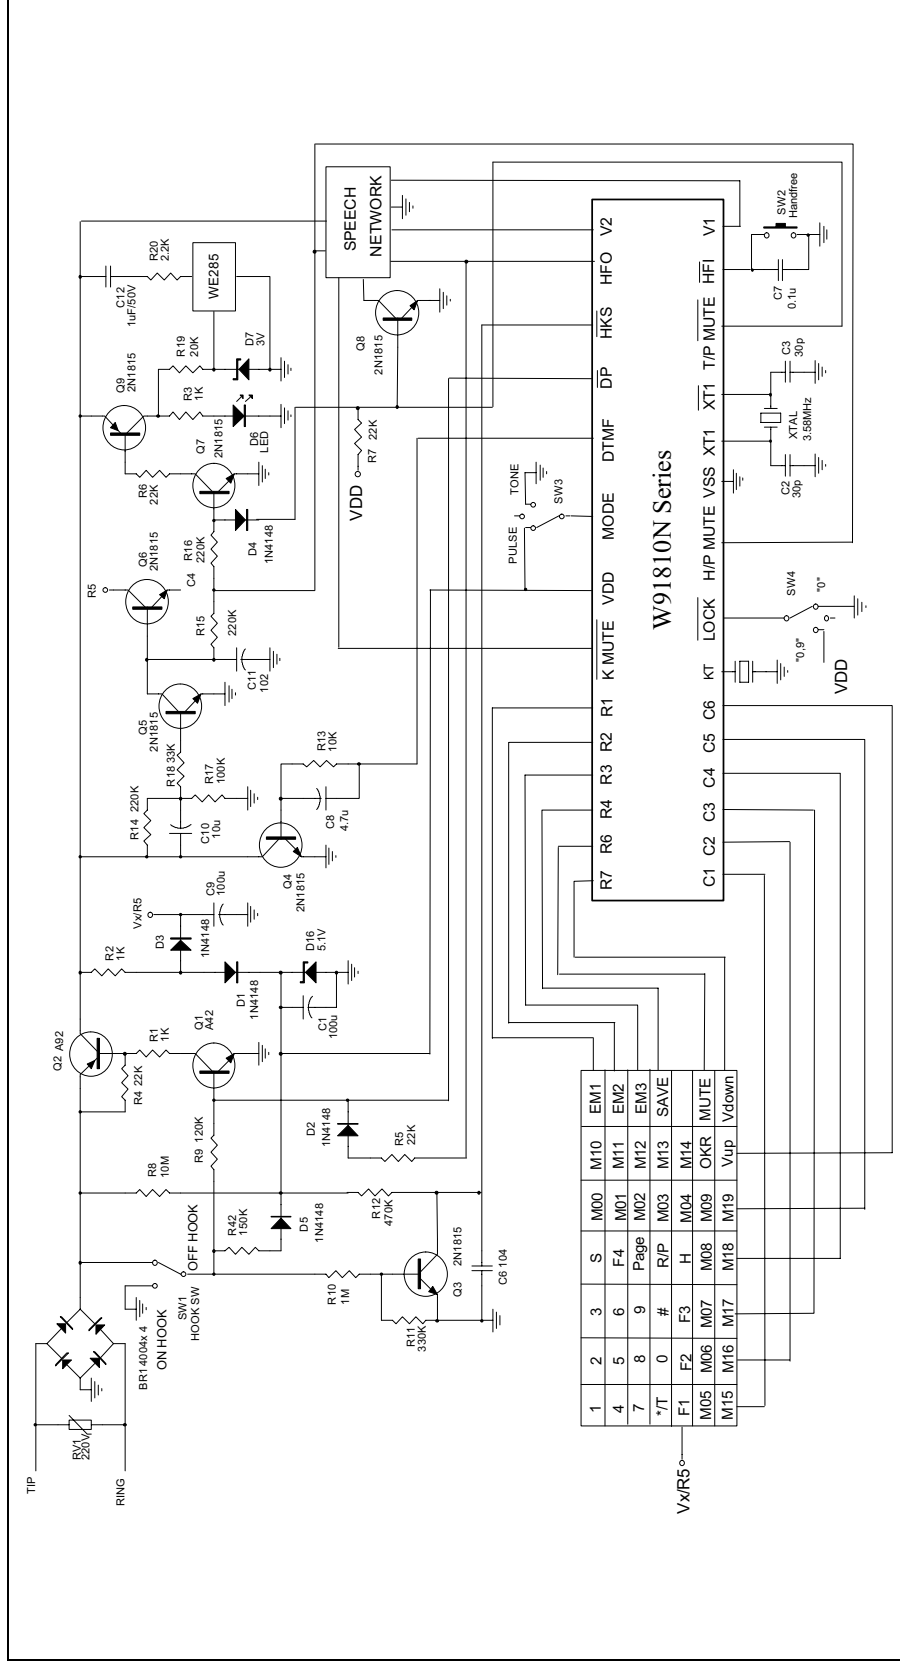 TIP
RING
RV1
220V
BR1 4004x 4
ON HOOK
OFF HOOK
SW1
HOOK SW
R8
10M
R4 22K
Q2 A92
R1
1K
R9 120K
Q1
A42
R42
150K
D5
1N4148
D2
1N4148
R5
22K
R10
1M
R11
330K
R12
470K
Q3
2N1815
C6 104
R2
1K
D3
1N4148
Vx/R5
C9
100u
D1
1N4148
C1
100u
D16
5.1V
R14 220K
C10
10u
R18 33K
R17
100K
Q4
2N1815
C8
4.7u
R13
10K
Q5
2N1815
R5
Q6
2N1815
C4
C11
102
R15
220K
R16
220K
D4
1N4148
R6
22K
Q7
2N1815
Q9
2N1815
R3
1K
D6
LED
R19
20K
D7
3V
C12
1uF/50V
R20
2.2K
WE285
VDD
R7
22K
Q8
2N1815
SPEECH
NETWORK
PULSE
TONE
SW3
R7
R6
R4
R3
R2
R1
K MUTE
VDD
MODE
DTMF
DP
HKS
HFO
V2
W91810N Series
C1
C2
C3
C4
C5
C6
KT
LOCK
H/P MUTE
VSS
XT1
XT1
T/P MUTE
HFI
V1
SW4
"0,9"
"0"
VDD
C2
30p
XTAL
3.58MHz
C3
30p
C7
0.1u
SW2
Handfree
1 2 3 S M00 M10 EM1
4 5 6 F4 M01 M11 EM2
7 8 9 Page M02 M12 EM3
*/T 0 # R/P M03 M13 SAVE
F1 F2 F3 H M04 M14
M05 M06 M07 M08 M09 OKR MUTE
M15 M16 M17 M18 M19 Vup Vdown
Vx/R5